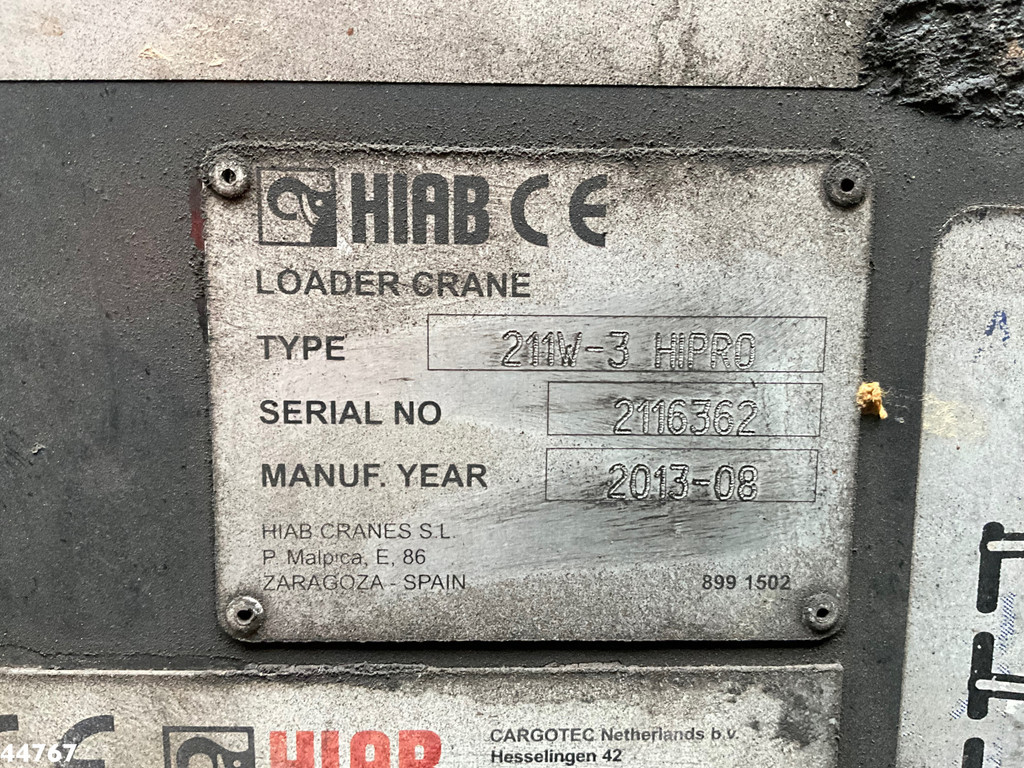 HIAB CE
LOADER CRANE
TYPE 211W-3 HIPRO
SERIAL NO 2116362
MANUF. YEAR 2013-08
HIAB CRANES S.L.
P. Malpica, E, 86
ZARAGOZA - SPAIN 899 1502
CE HIAB CARGOTEC Netherlands b.v.
Hesselingen 42
44767